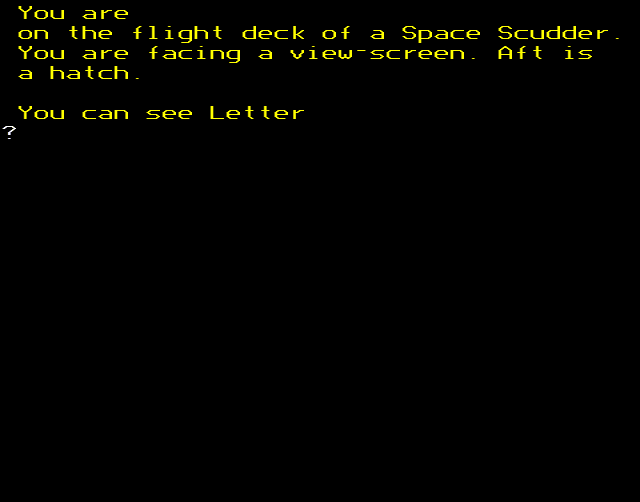 You are
on the flight deck of a Space Scudder.
You are facing a view-screen. Aft is
a hatch.
You can see Letter
?